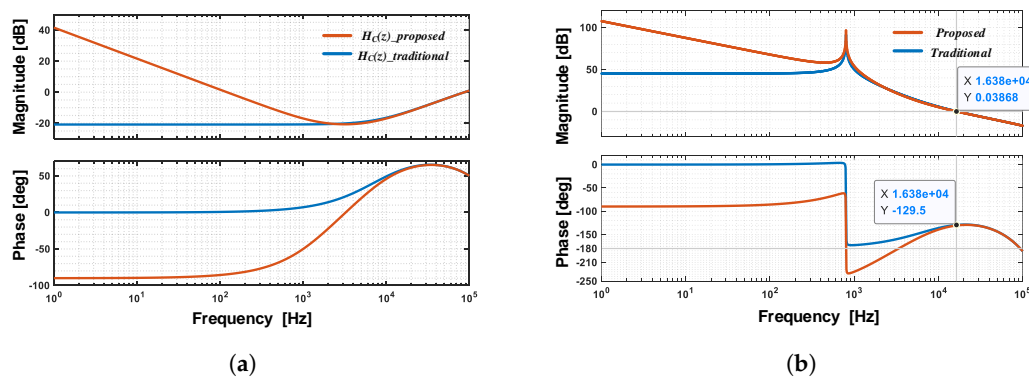 Magnitude [dB]
40
20
0
-20
H_C(z)_proposed
H_C(z)_traditional
Phase [deg]
50
0
-50
-100
10^0 10^1 10^2 10^3 10^4 10^5
Frequency [Hz]
(a)
Magnitude [dB]
100
50
0
Proposed
Traditional
X 1.638e+04
Y 0.03868
Phase [deg]
0
-50
-100
-150
-180
-210
-250
X 1.638e+04
Y -129.5
10^0 10^1 10^2 10^3 10^4 10^5
Frequency [Hz]
(b)